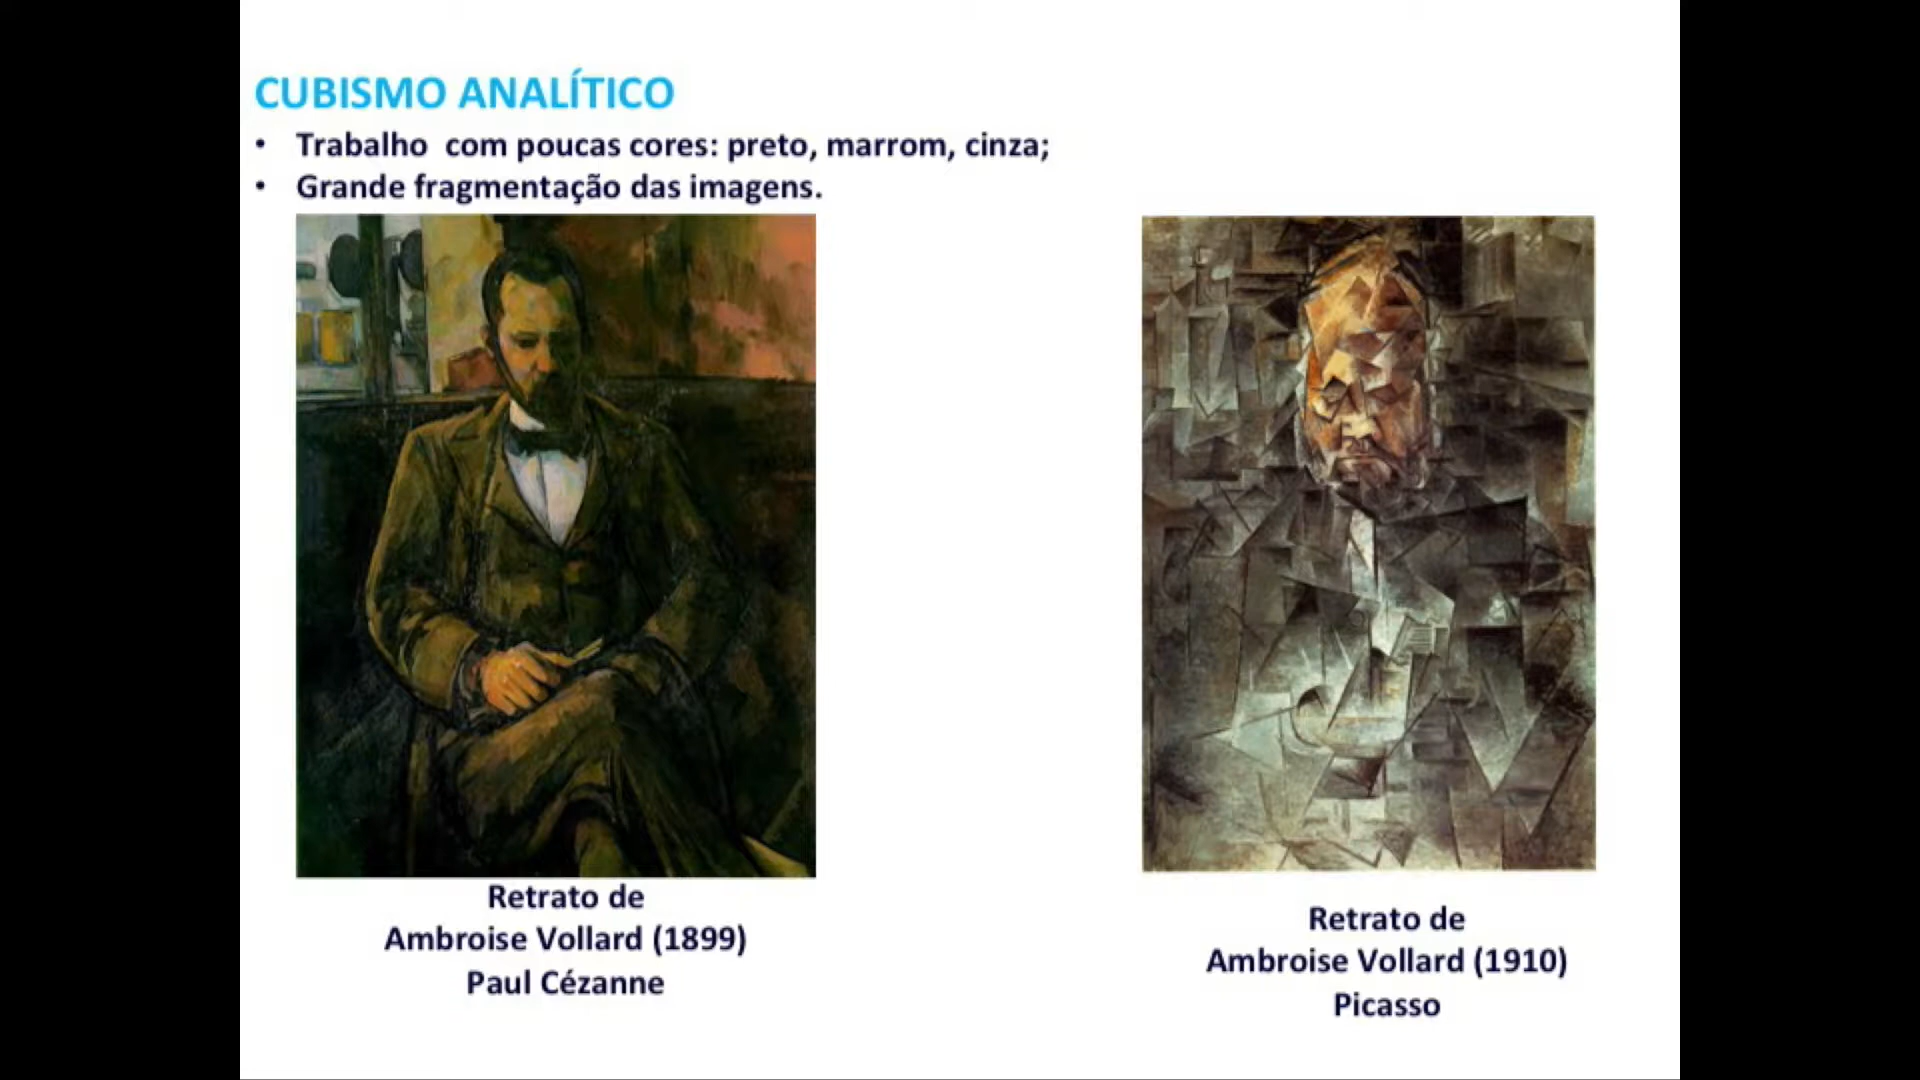 CUBISMO ANALÍTICO
• Trabalho com poucas cores: preto, marrom, cinza;
• Grande fragmentação das imagens.
Retrato de
Ambroise Vollard (1899)
Paul Cézanne
Retrato de
Ambroise Vollard (1910)
Picasso